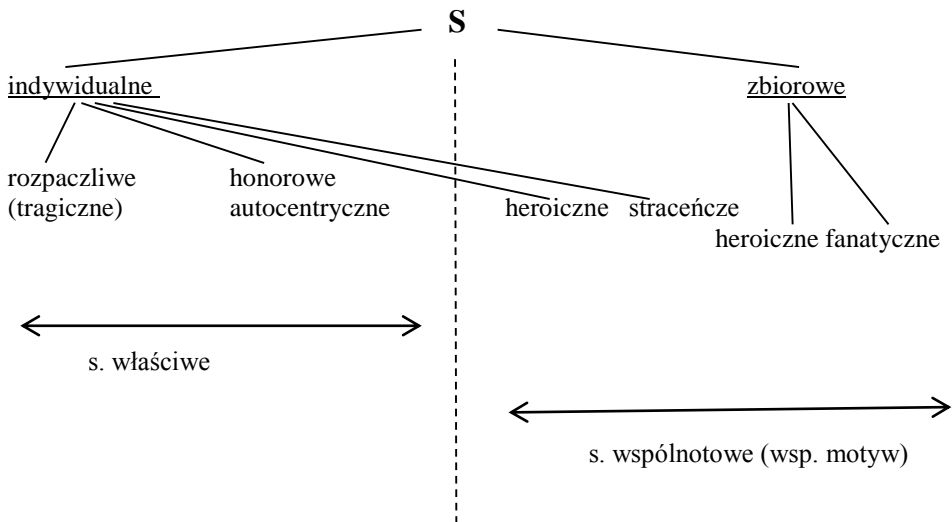 S
indywidualne
zbiorowe
rozpaczliwe
(tragiczne)
honorowe
autocentryczne
heroiczne
straceńcze
heroiczne fanatyczne
s. właściwe
s. wspólnotowe (wsp. motyw)